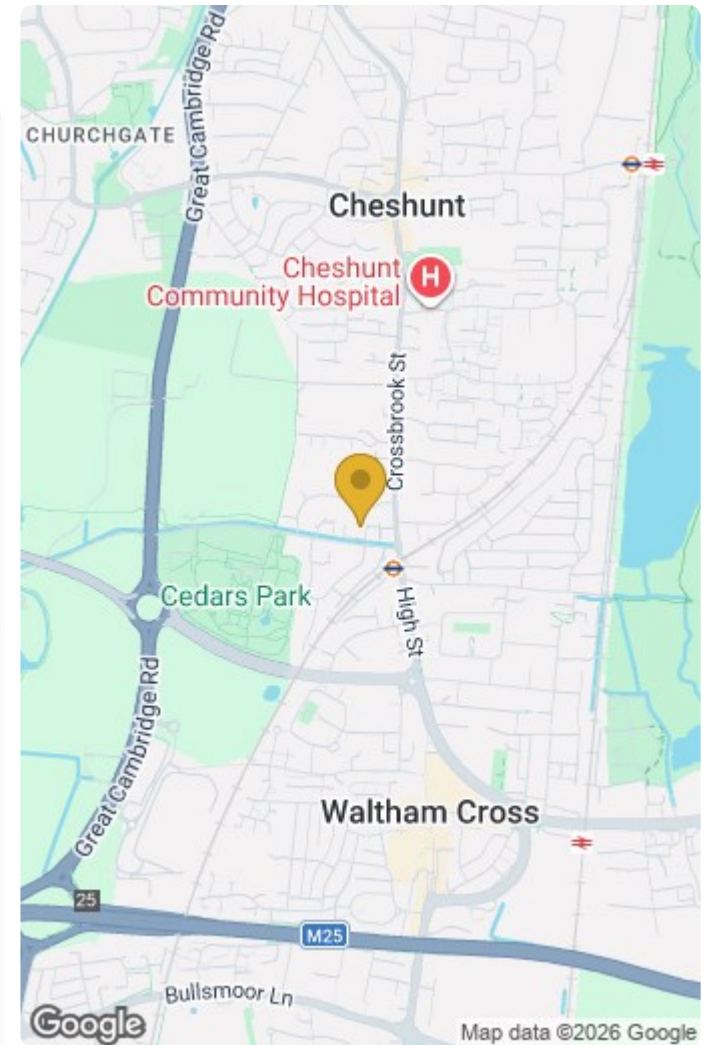 Great Cambridge Rd
CHURCHGATE
Cheshunt
Cheshunt
Community Hospital
H
Crossbrook St
Cedars Park
High St
Great Cambridge Rd
Waltham Cross
25
M25
Bullsmoor Ln
Google
Map data ©2026 Google